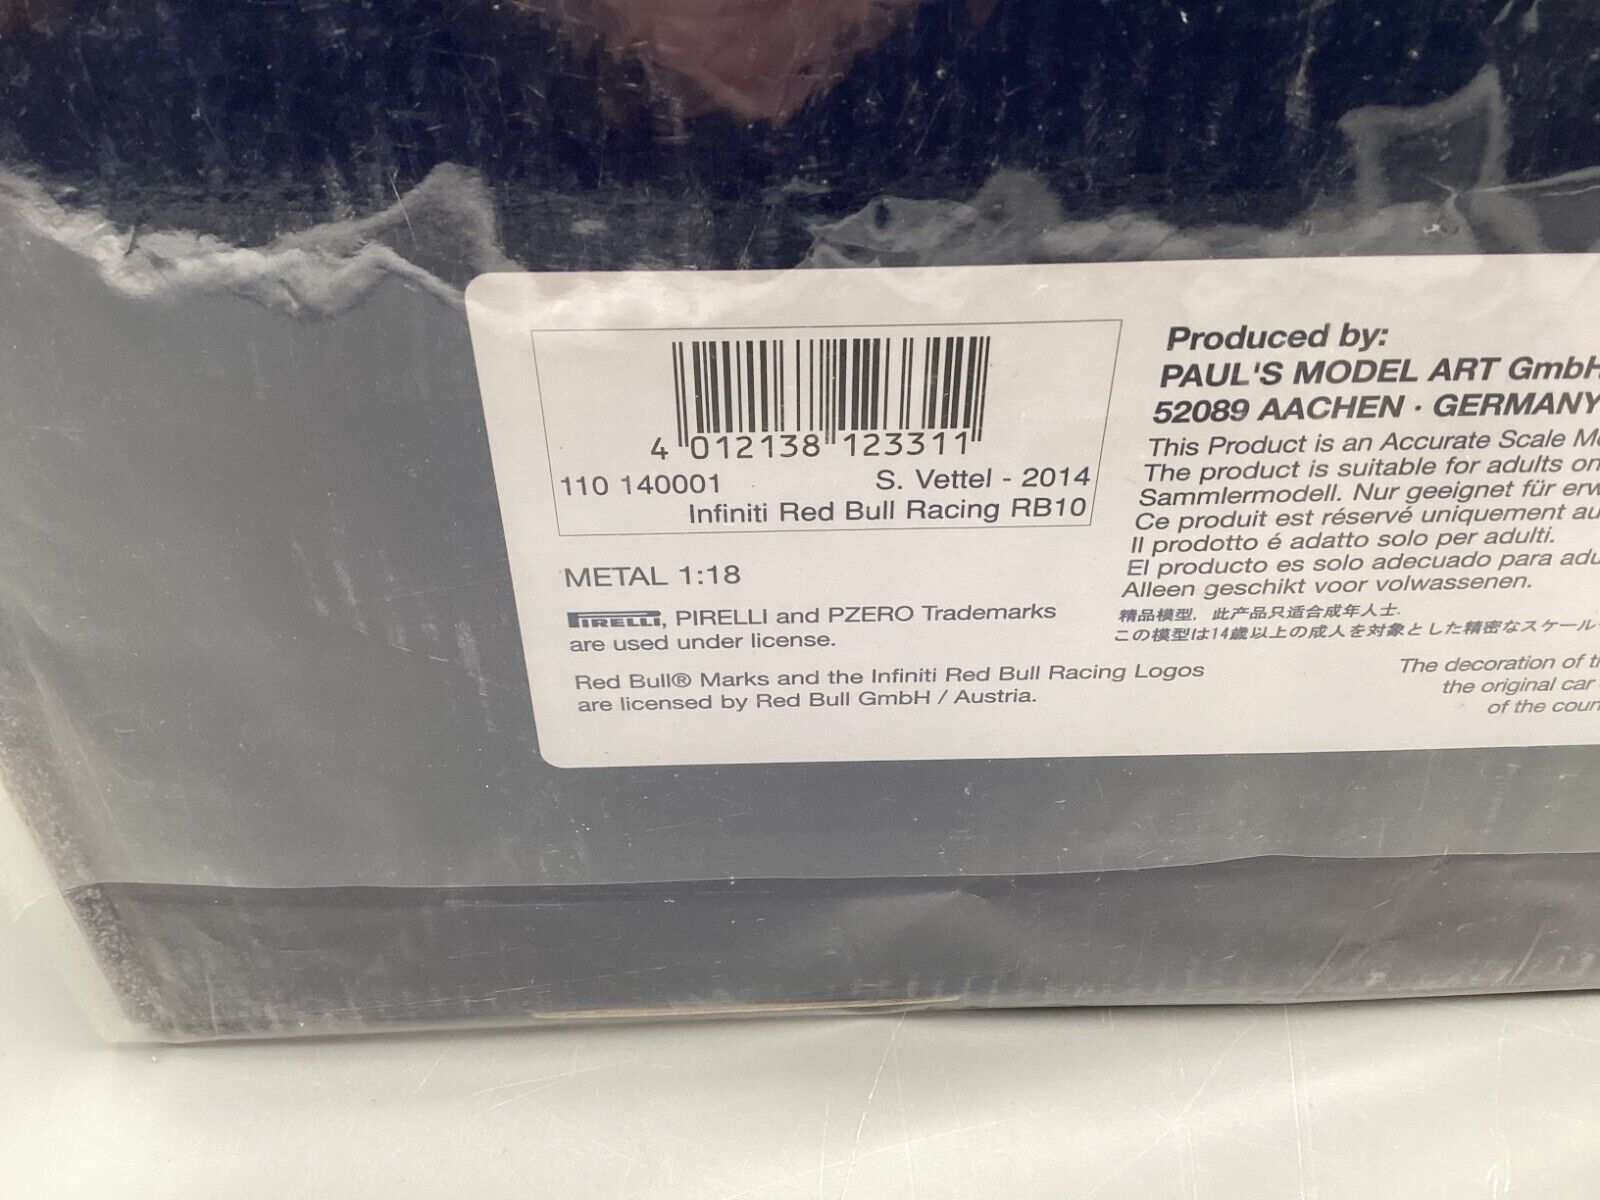 4 012138 123311
110 140001 S. Vettel - 2014
Infiniti Red Bull Racing RB10
METAL 1:18
PIRELLI, PIRELLI and PZERO Trademarks
are used under license.
Red Bull® Marks and the Infiniti Red Bull Racing Logos
are licensed by Red Bull GmbH / Austria.
Produced by:
PAUL'S MODEL ART GmbH
52089 AACHEN · GERMANY
This Product is an Accurate Scale
The product is suitable for adults
Sammlermodell. Nur geeignet für
Ce produit est réservé uniquement
Il prodotto é adatto solo per adulti.
El producto es solo adecuado para
Alleen geschikt voor volwassenen.
精品模型，此产品只适合成年人士.
この模型は14歳以上の成人を対象とした精密なスケール
The decoration of
the original car
of the